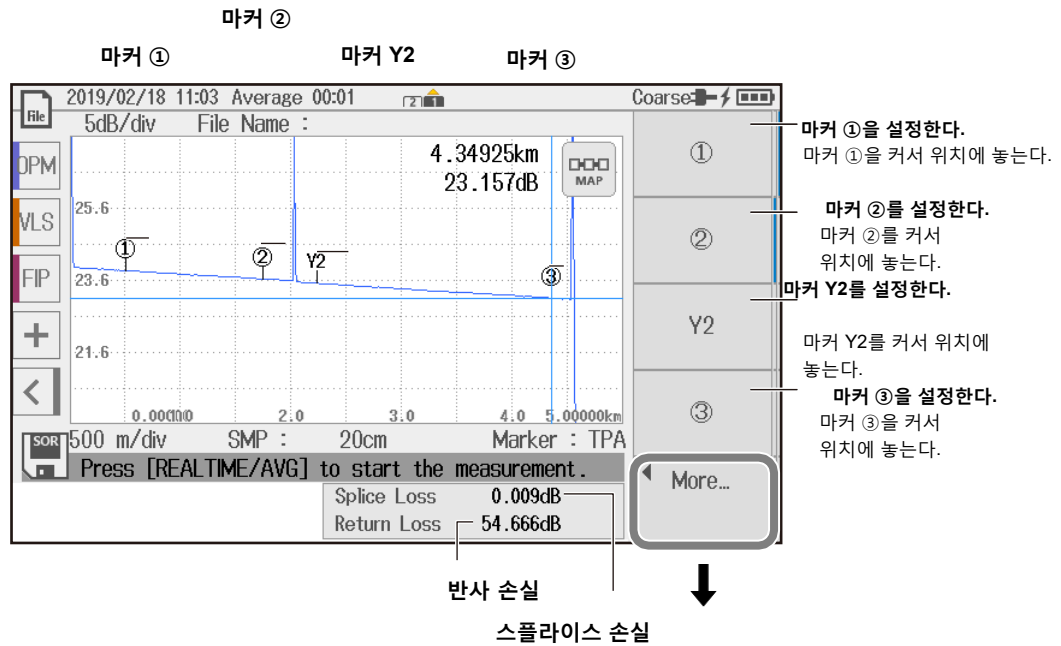 마커 ②
마커 ①
마커 Y2
마커 ③
File
2019/02/18 11:03 Average 00:01
2 1
Coarse
5dB/div File Name :
OPM
VLS
FIP
4.34925km
23.157dB
MAP
25.6
23.6
21.6
① ② Y2 ③
2.0 3.0 4.0 5.00000km
500 m/div SMP : 20cm Marker : TPA
SOR
Press [REALTIME/AVG] to start the measurement.
Splice Loss 0.009dB
Return Loss 54.666dB
①
②
Y2
③
More...
마커 ①을 설정한다.
마커 ①을 커서 위치에 놓는다.
마커 ②를 설정한다.
마커 ②를 커서
위치에 놓는다.
마커 Y2를 설정한다.
마커 Y2를 커서 위치에
놓는다.
마커 ③을 설정한다.
마커 ③을 커서
위치에 놓는다.
반사 손실
스플라이스 손실